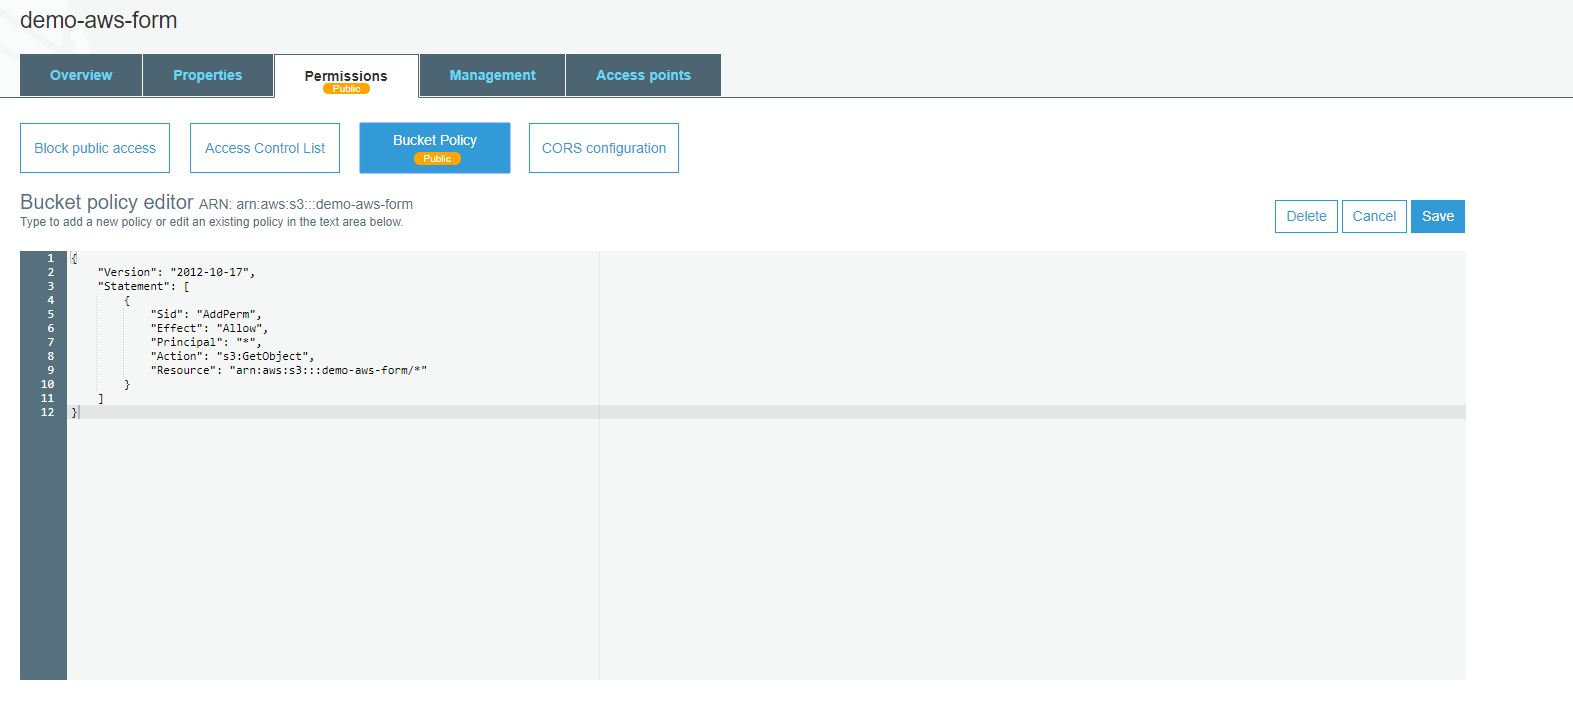 demo-aws-form
Overview Properties Permissions Management Access points
Public
Block public access Access Control List Bucket Policy CORS configuration
Public
Bucket policy editor ARN: arn:aws:s3:::demo-aws-form
Type to add a new policy or edit an existing policy in the text area below.
Delete Cancel Save
1 {
2 "Version": "2012-10-17",
3 "Statement": [
4 {
5 "Sid": "AddPerm",
6 "Effect": "Allow",
7 "Principal": "*",
8 "Action": "s3:GetObject",
9 "Resource": "arn:aws:s3:::demo-aws-form/*"
10 }
11 ]
12 }